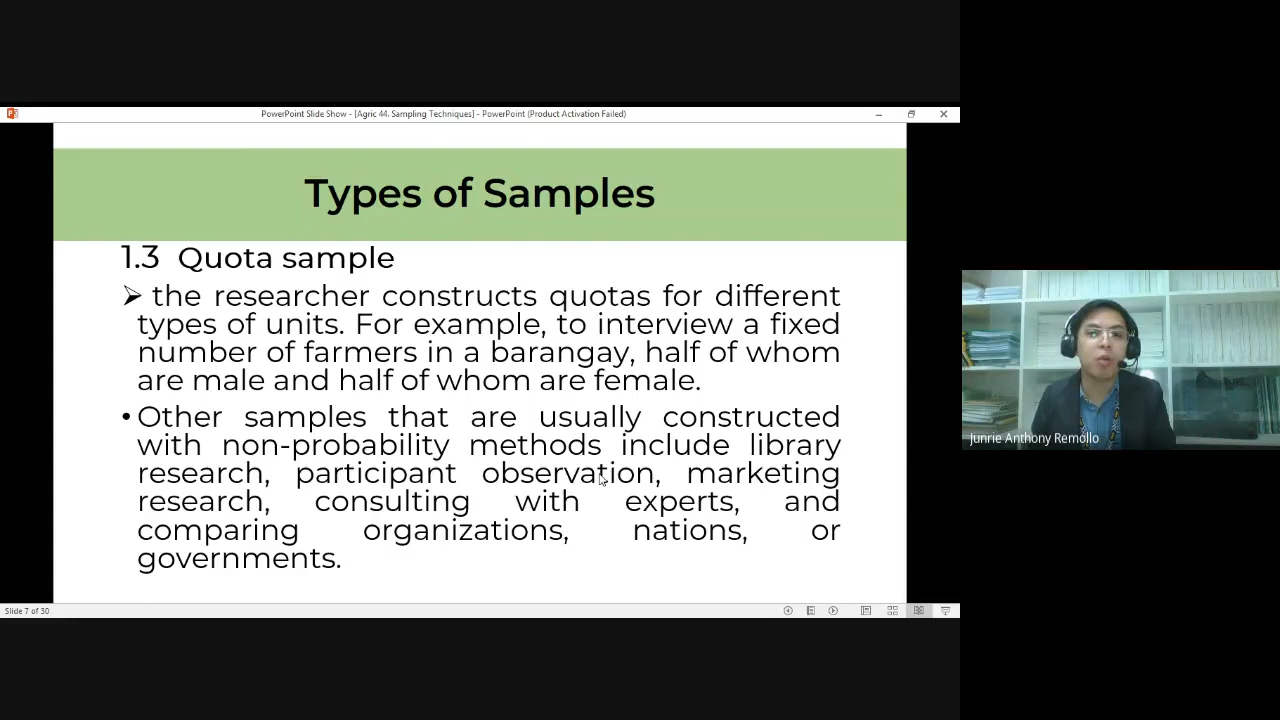 PowerPoint Slide Show - [Agric 44. Sampling Techniques] - PowerPoint (Product Activation Failed)
Types of Samples
1.3 Quota sample
➢ the researcher constructs quotas for different
types of units. For example, to interview a fixed
number of farmers in a barangay, half of whom
are male and half of whom are female.
• Other samples that are usually constructed
with non-probability methods include library
research, participant observation, marketing
research, consulting with experts, and
comparing organizations, nations, or
governments.
Slide 7 of 30
Junrie Anthony Remollo